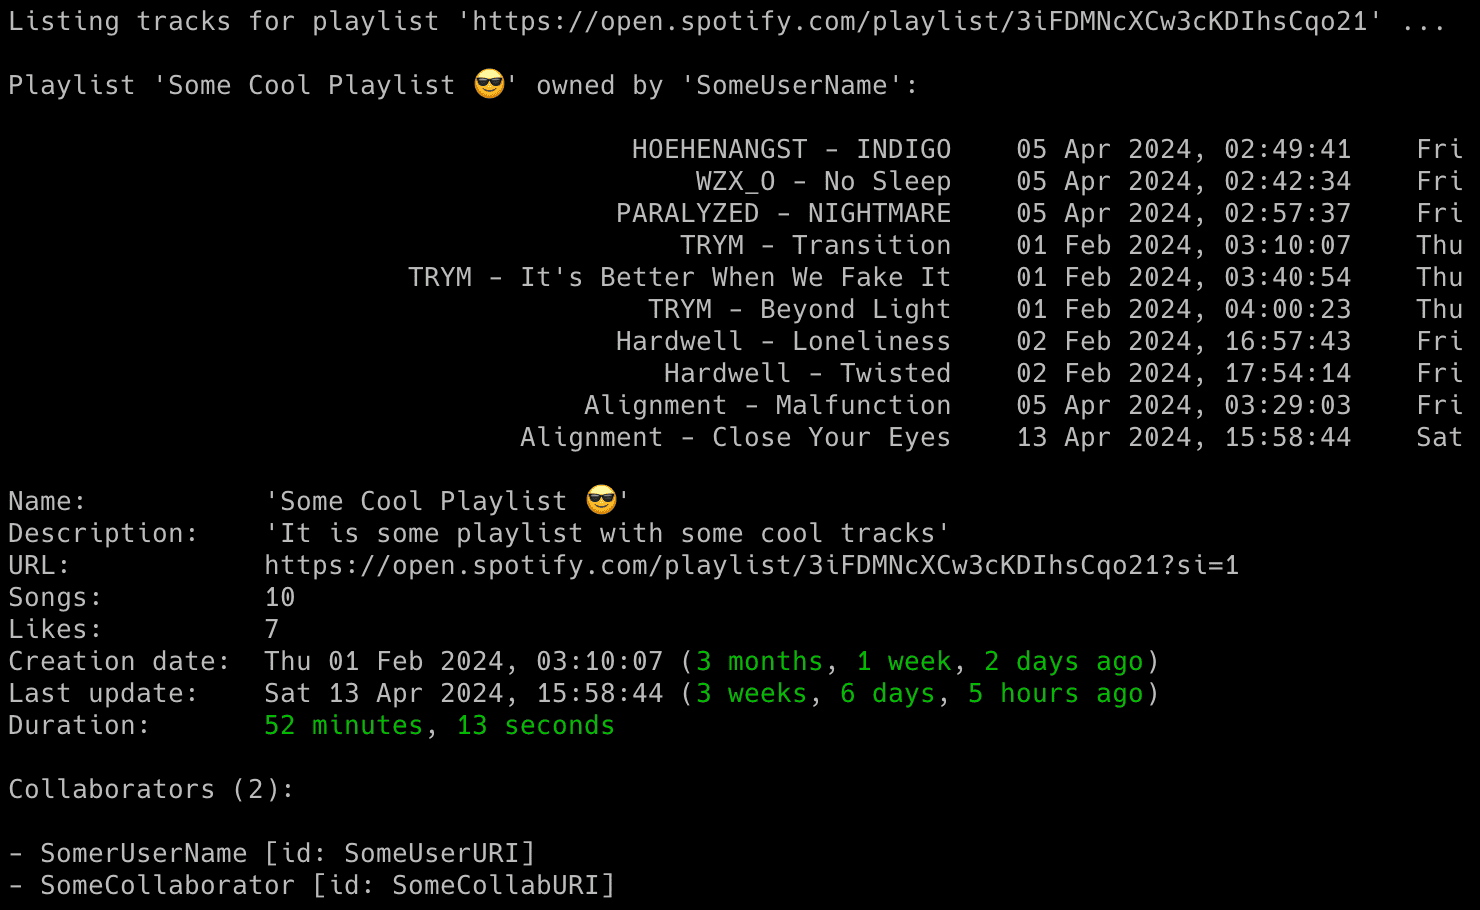 Listing tracks for playlist 'https://open.spotify.com/playlist/3iFDMNcXCw3cKDIhsCqo21' ...
Playlist 'Some Cool Playlist 😎' owned by 'SomeUserName':
HOEHENANGST - INDIGO 05 Apr 2024, 02:49:41 Fri
WZX_O - No Sleep 05 Apr 2024, 02:42:34 Fri
PARALYZED - NIGHTMARE 05 Apr 2024, 02:57:37 Fri
TRYM - Transition 01 Feb 2024, 03:10:07 Thu
TRYM - It's Better When We Fake It 01 Feb 2024, 03:40:54 Thu
TRYM - Beyond Light 01 Feb 2024, 04:00:23 Thu
Hardwell - Loneliness 02 Feb 2024, 16:57:43 Fri
Hardwell - Twisted 02 Feb 2024, 17:54:14 Fri
Alignment - Malfunction 05 Apr 2024, 03:29:03 Fri
Alignment - Close Your Eyes 13 Apr 2024, 15:58:44 Sat
Name: 'Some Cool Playlist 😎'
Description: 'It is some playlist with some cool tracks'
URL: https://open.spotify.com/playlist/3iFDMNcXCw3cKDIhsCqo21?si=1
Songs: 10
Likes: 7
Creation date: Thu 01 Feb 2024, 03:10:07 (3 months, 1 week, 2 days ago)
Last update: Sat 13 Apr 2024, 15:58:44 (3 weeks, 6 days, 5 hours ago)
Duration: 52 minutes, 13 seconds
Collaborators (2):
- SomerUserName [id: SomeUserURI]
- SomeCollaborator [id: SomeCollabURI]